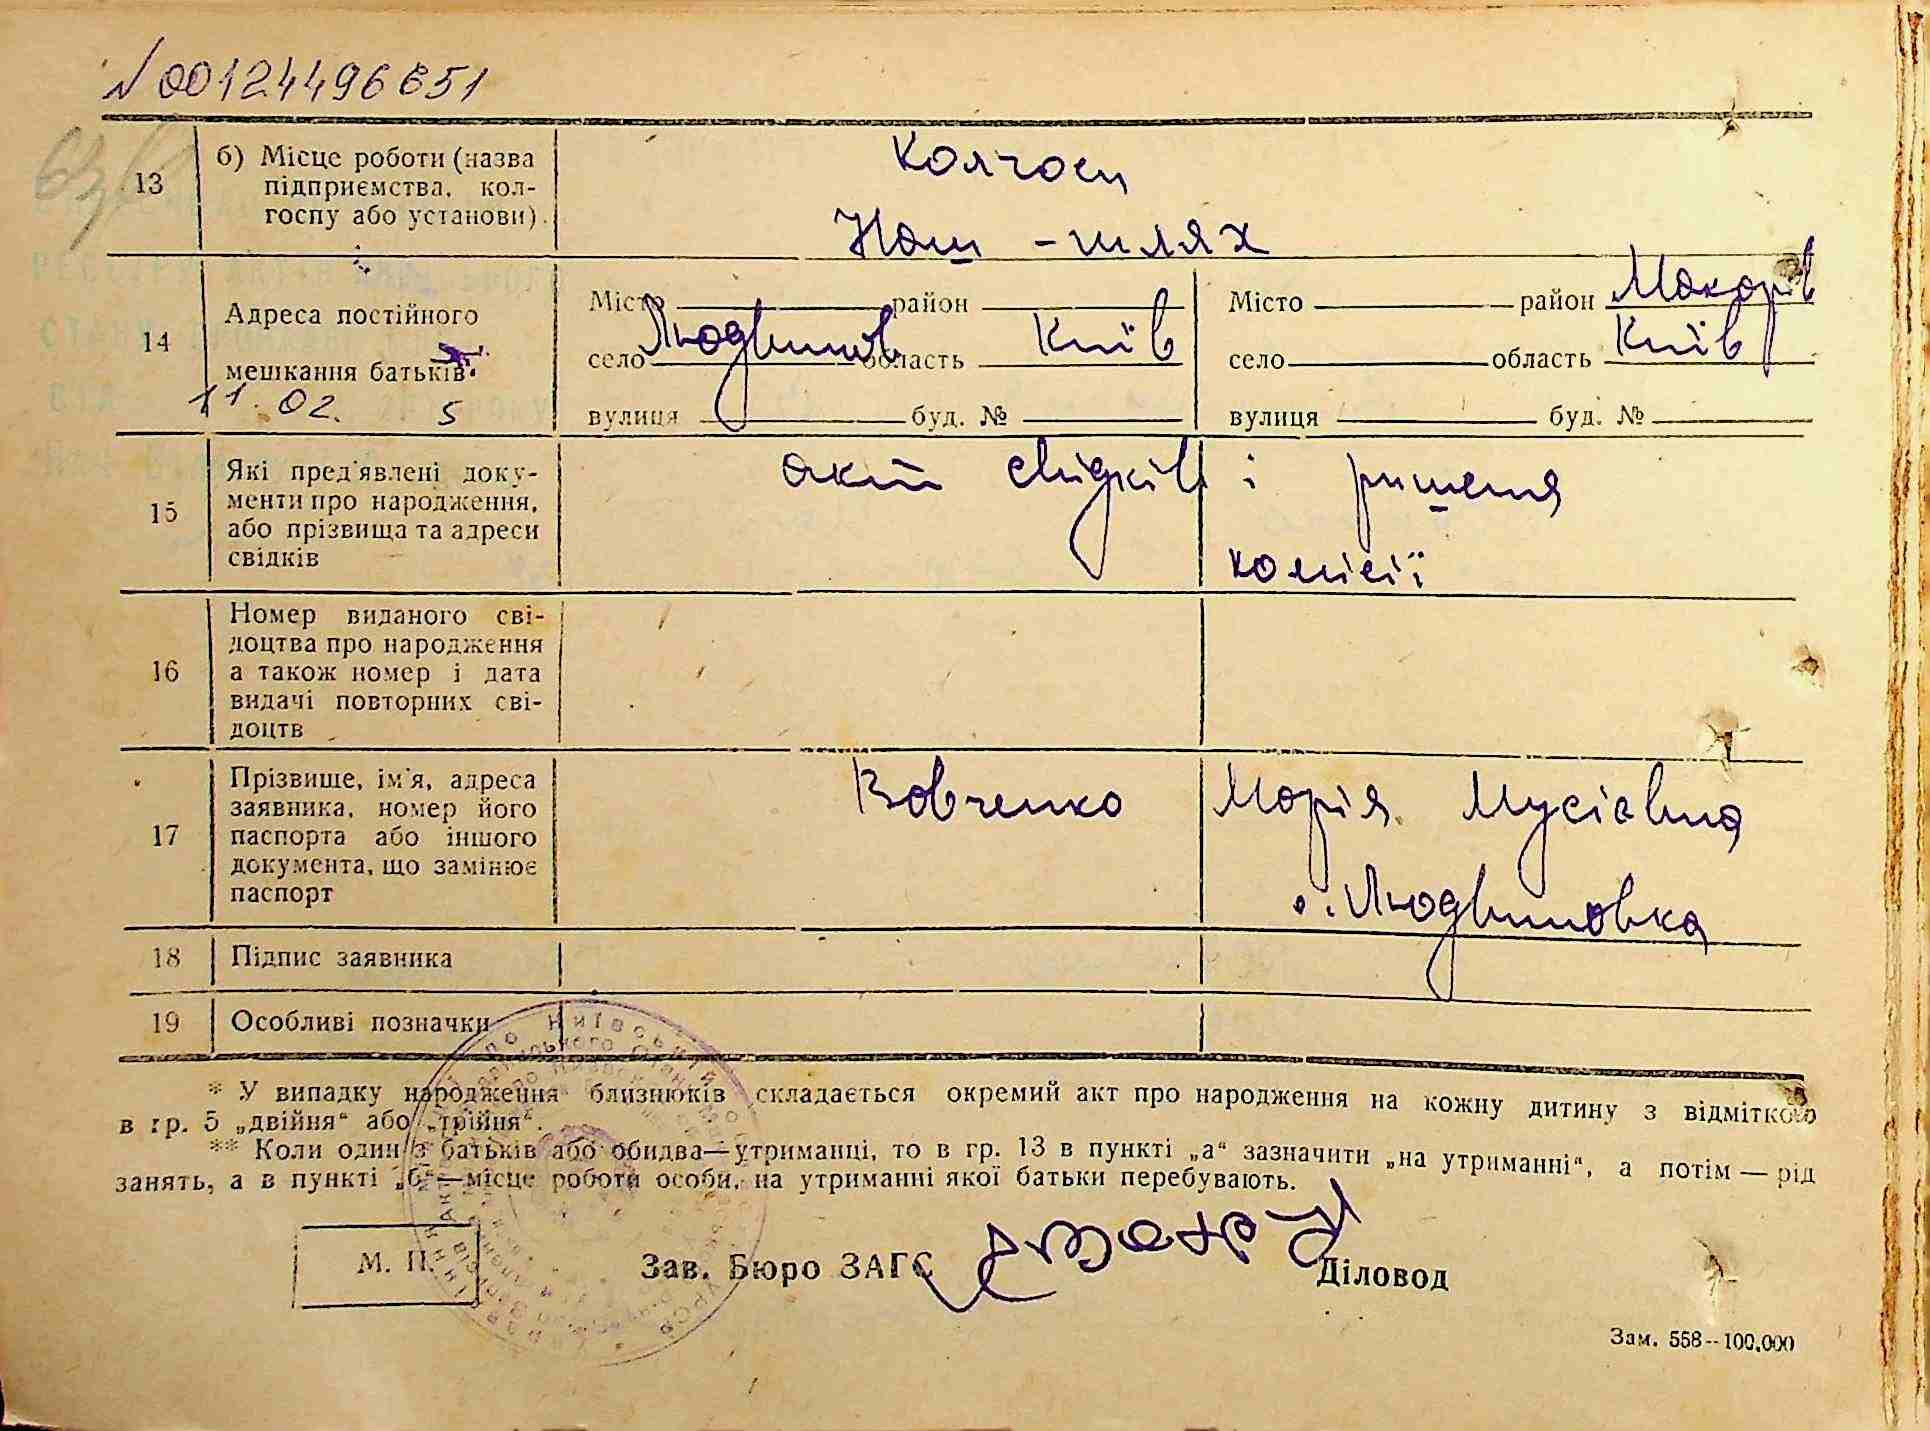 №00124496651
13 б) Місце роботи (назва
підприємства, кол-
госпу або установи).
Колгосп
Наш - шлях
14 Адреса постійного
мешкання батьків
11.02. 5
Місто район Місто район Макарів
село Людвинів область Київ село область Київ
вулиця буд. № вулиця буд. №
15 Які пред'явлені доку-
менти про народження,
або прізвища та адреси
свідків
акт свідків і ришеня
комісії
16 Номер виданого сві-
доцтва про народження
а також номер і дата
видачі повторних сві-
доцтв
17 Прізвише, ім'я, адреса
заявника, номер його
паспорта або іншого
документа, що замінює
паспорт
Вовченко Марія Мусієвна
с. Людвиновка
18 Підпис заявника
19 Особливі позначки
* У випадку народження близнюків складається окремий акт про народження на кожну дитину з відміткою
в гр. 5 „двійня“ або „трійня“.
** Коли один з батьків або обидва—утриманці, то в гр. 13 в пункті „а“ зазначити „на утриманні“, а потім — рід
занять, а в пункті „б“—місце роботи особи, на утриманні якої батьки перебувають.
М. П.
Зав. Бюро ЗАГС Діловод
Зам. 558--100.000